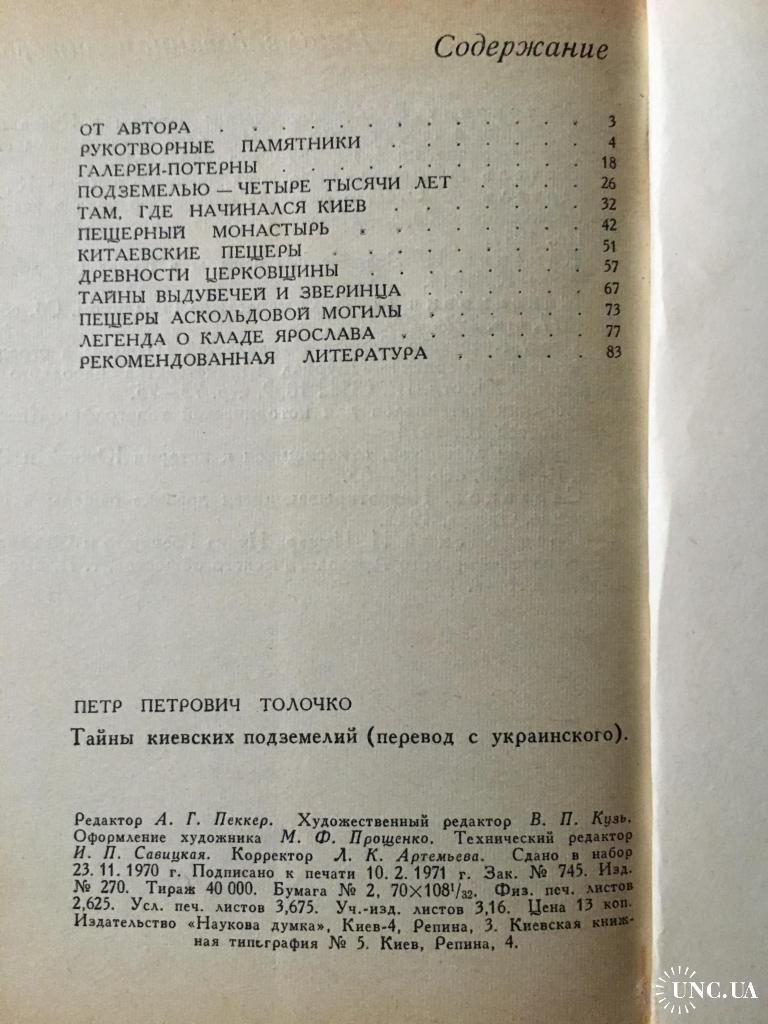 Содержание
ОТ АВТОРА . . . . . . . . . . . . 3
РУКОТВОРНЫЕ ПАМЯТНИКИ . . . . . . . 4
ГАЛЕРЕИ-ПОТЕРНЫ . . . . . . . . . . 18
ПОДЗЕМЕЛЬЮ — ЧЕТЫРЕ ТЫСЯЧИ ЛЕТ . . . . 26
ТАМ, ГДЕ НАЧИНАЛСЯ КИЕВ . . . . . . . 32
ПЕЩЕРНЫЙ МОНАСТЫРЬ . . . . . . . . 42
КИТАЕВСКИЕ ПЕЩЕРЫ . . . . . . . . . 51
ДРЕВНОСТИ ЦЕРКОВЩИНЫ . . . . . . . 57
ТАЙНЫ ВЫДУБЕЧЕЙ И ЗВЕРИНЦА . . . . . 67
ПЕЩЕРЫ АСКОЛЬДОВОЙ МОГИЛЫ . . . . . 73
ЛЕГЕНДА О КЛАДЕ ЯРОСЛАВА . . . . . . 77
РЕКОМЕНДОВАННАЯ ЛИТЕРАТУРА . . . . . 83
ПЕТР ПЕТРОВИЧ ТОЛОЧКО
Тайны киевских подземелий (перевод с украинского).
Редактор А. Г. Пеккер. Художественный редактор В. П. Кузь.
Оформление художника М. Ф. Прощенко. Технический редактор
И. П. Савицкая. Корректор Л. К. Артемьева. Сдано в набор
23. 11. 1970 г. Подписано к печати 10. 2. 1971 г. Зак. № 745. Изд.
№ 270. Тираж 40 000. Бумага № 2, 70×108¹/₃₂. Физ. печ. листов
2,625. Усл. печ. листов 3,675. Уч.-изд. листов 3,16. Цена 13 коп.
Издательство «Наукова думка», Киев-4, Репина, 3. Киевская книж-
ная типография № 5. Киев, Репина, 4.
UNC.UA